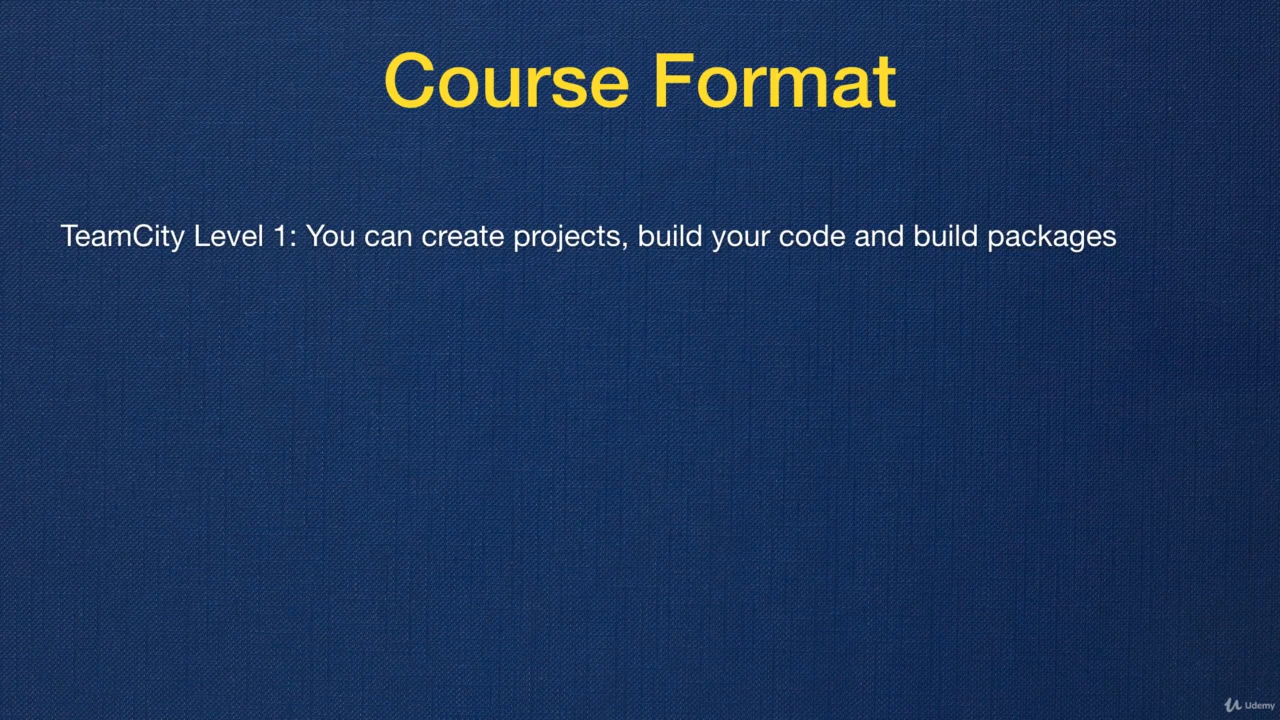 Course Format
TeamCity Level 1: You can create projects, build your code and build packages
Udemy